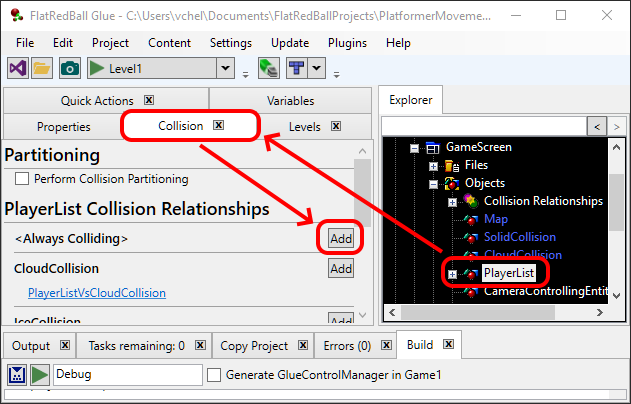 FlatRedBall Glue - C:\Users\vchel\Documents\FlatRedBallProjects\PlatformerMoveme...
File Project Content Settings Update Plugins Help
Level1
Quick Actions Variables
Properties Collision Levels
Partitioning
Perform Collision Partitioning
PlayerList Collision Relationships
<Always Colliding> Add
CloudCollision Add
PlayerListVsCloudCollision
IceCollision Add
Explorer
< >
GameScreen
Files
Objects
Collision Relationships
Map
SolidCollision
CloudCollision
PlayerList
CameraControllingEntit
Output Tasks remaining: 0 Copy Project Errors (0) Build
Debug Generate GlueControlManager in Game1